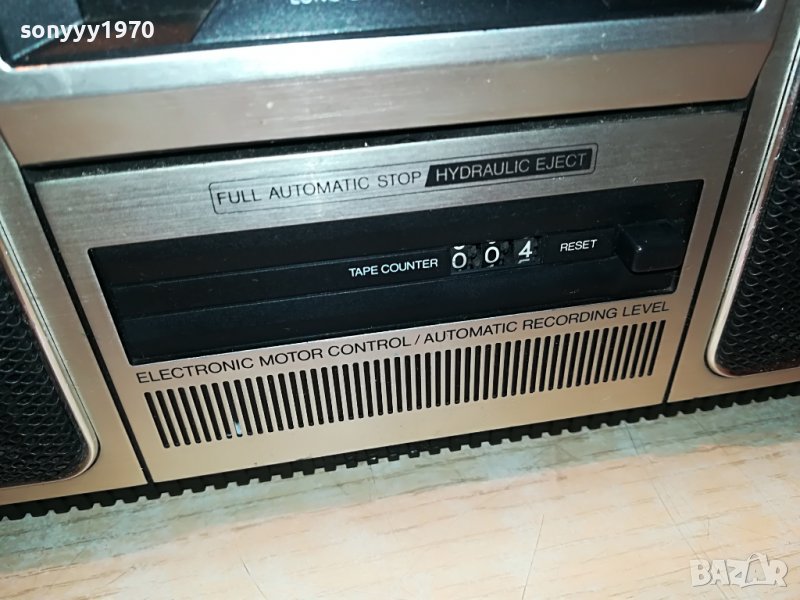 sonyyy1970
FULL AUTOMATIC STOP HYDRAULIC EJECT
TAPE COUNTER 004 RESET
ELECTRONIC MOTOR CONTROL / AUTOMATIC RECORDING LEVEL
BAZAR